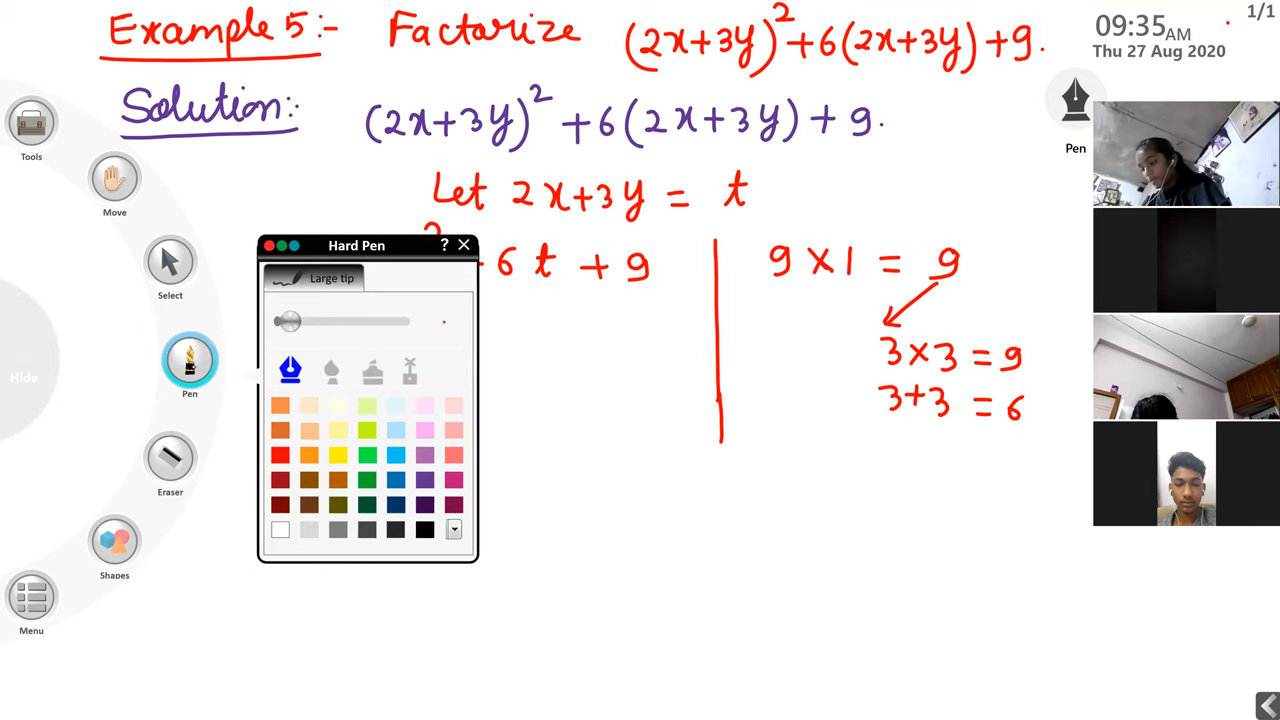 Example 5:- Factorize (2x+3y)²+6(2x+3y)+9.
Solution: (2x+3y)²+6(2x+3y)+9.
Let 2x+3y = t
6t+9
9×1 = 9
3×3=9
3+3=6
Tools
Move
Select
Pen
Eraser
Shapes
Menu
Hide
Hard Pen ? ×
Large tip
1/1
09:35AM
Thu 27 Aug 2020
Pen